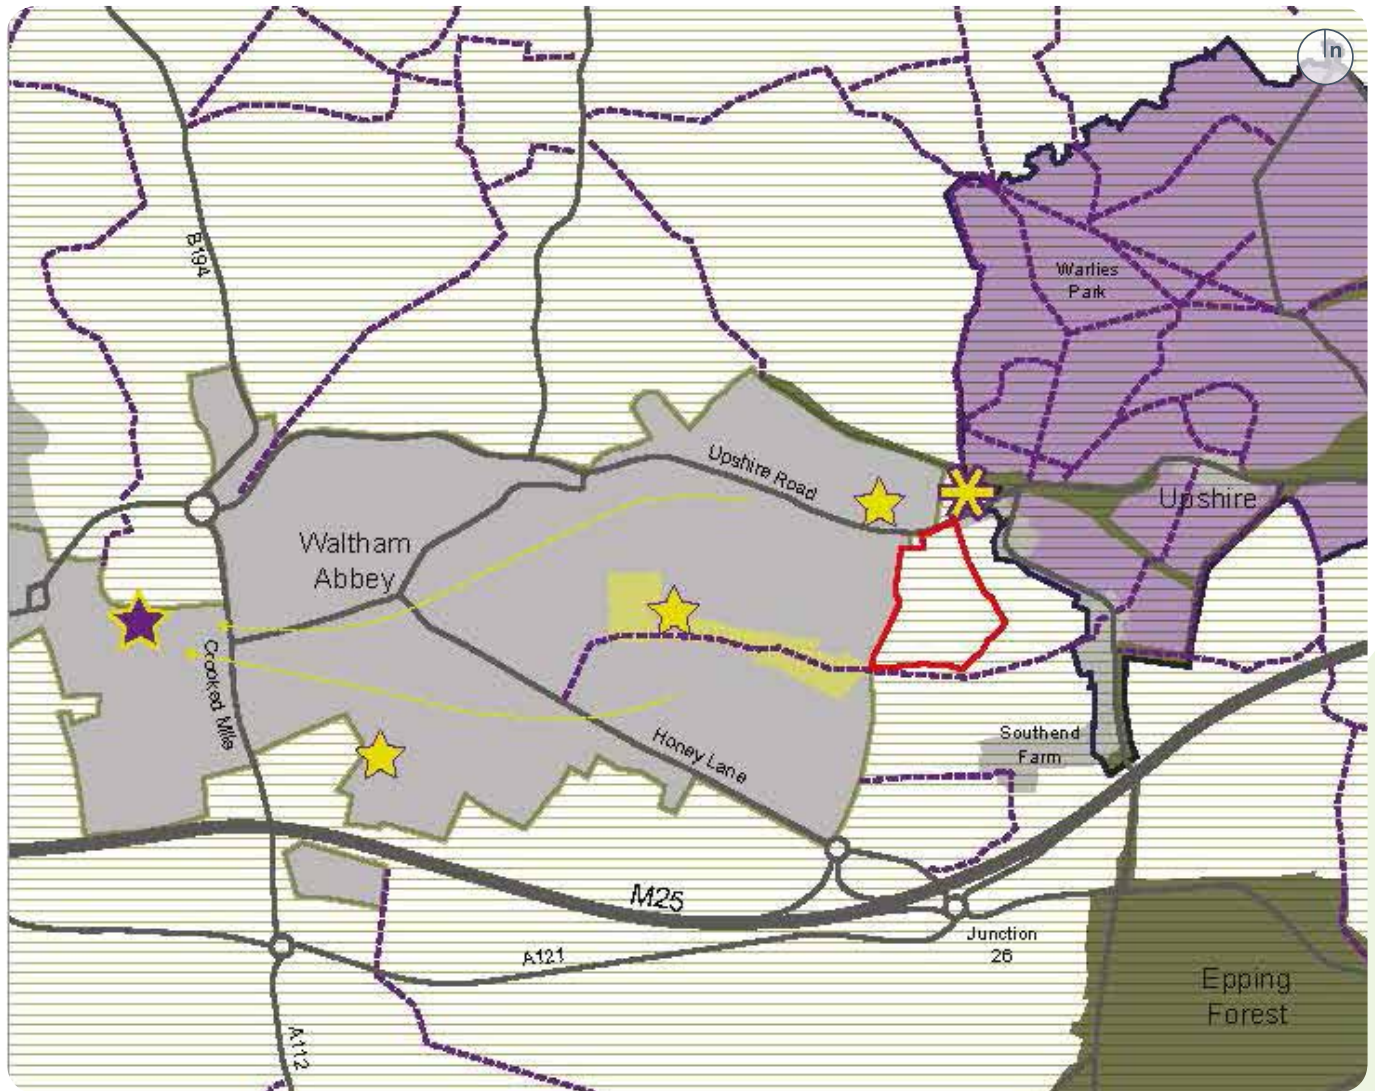 ln
B194
Warlies
Park
Upshire Road
Upshire
Waltham
Abbey
Crooked Mile
Honey Lane
Southend
Farm
M25
A121
Junction
26
Epping
Forest
A112